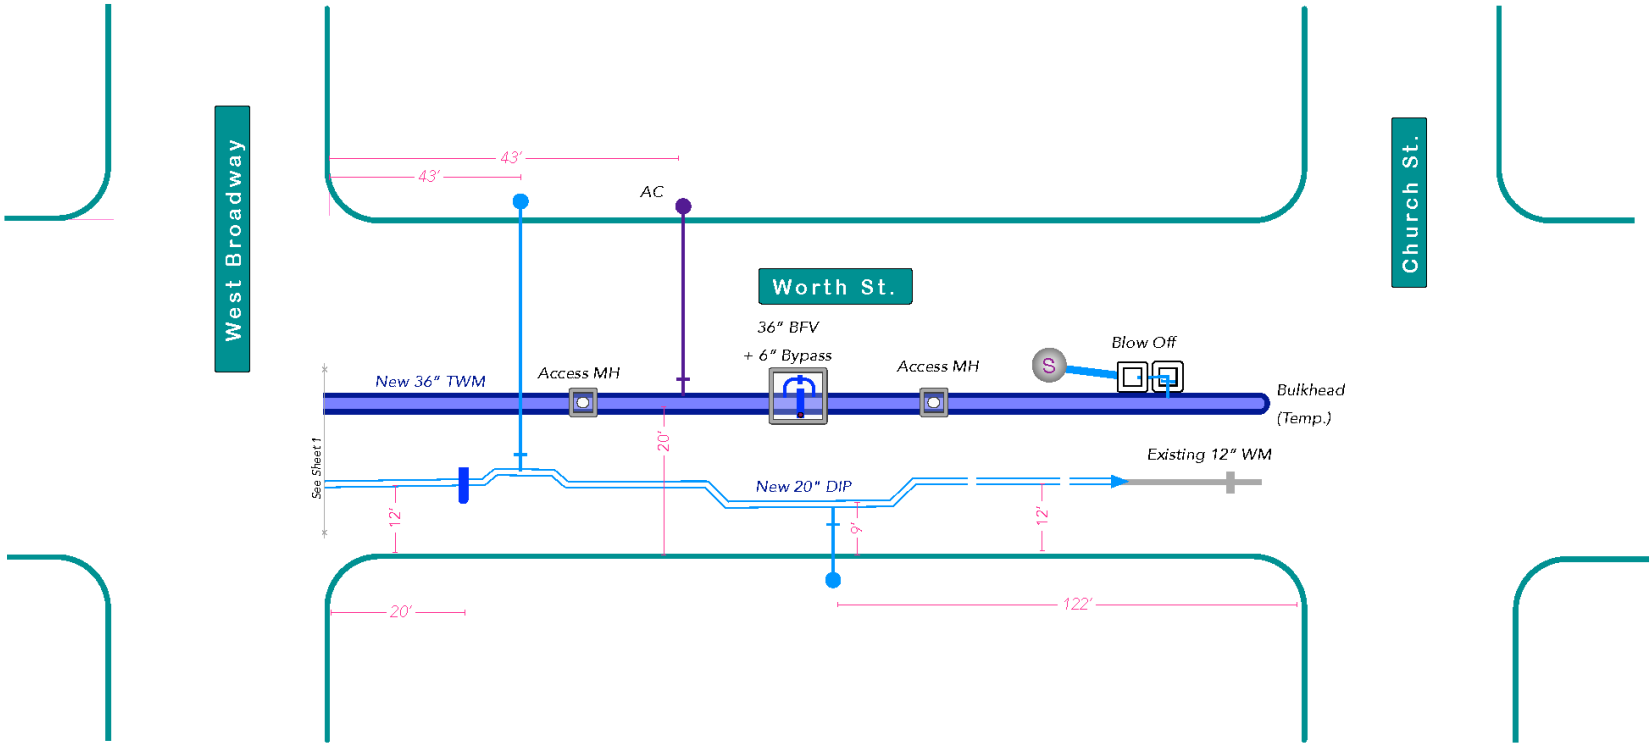 West Broadway
Church St.
43'
43'
AC
Worth St.
36" BFV
+ 6" Bypass
Blow Off
S
Access MH
Access MH
New 36" TWM
Bulkhead
(Temp.)
See Sheet 1
20'
Existing 12" WM
New 20" DIP
12'
9'
12'
20'
122'